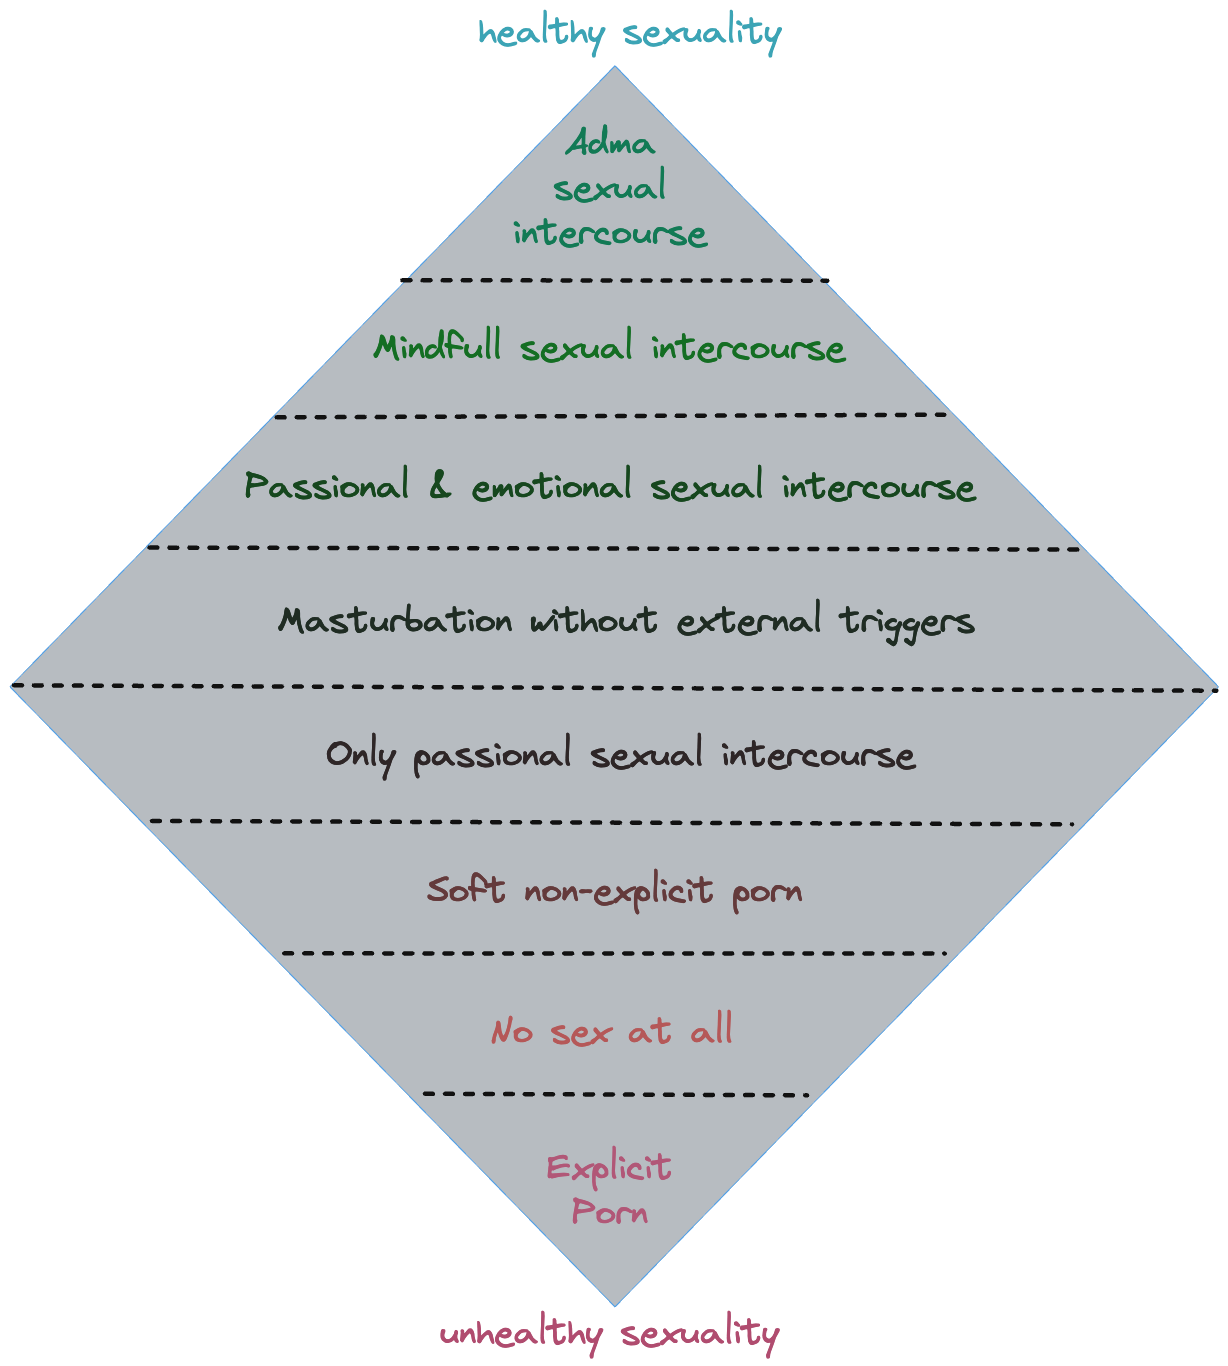 healthy sexuality
Adma
sexual
intercourse
Mindfull sexual intercourse
Passional & emotional sexual intercourse
Masturbation without external triggers
Only passional sexual intercourse
Soft non-explicit porn
No sex at all
Explicit
Porn
unhealthy sexuality